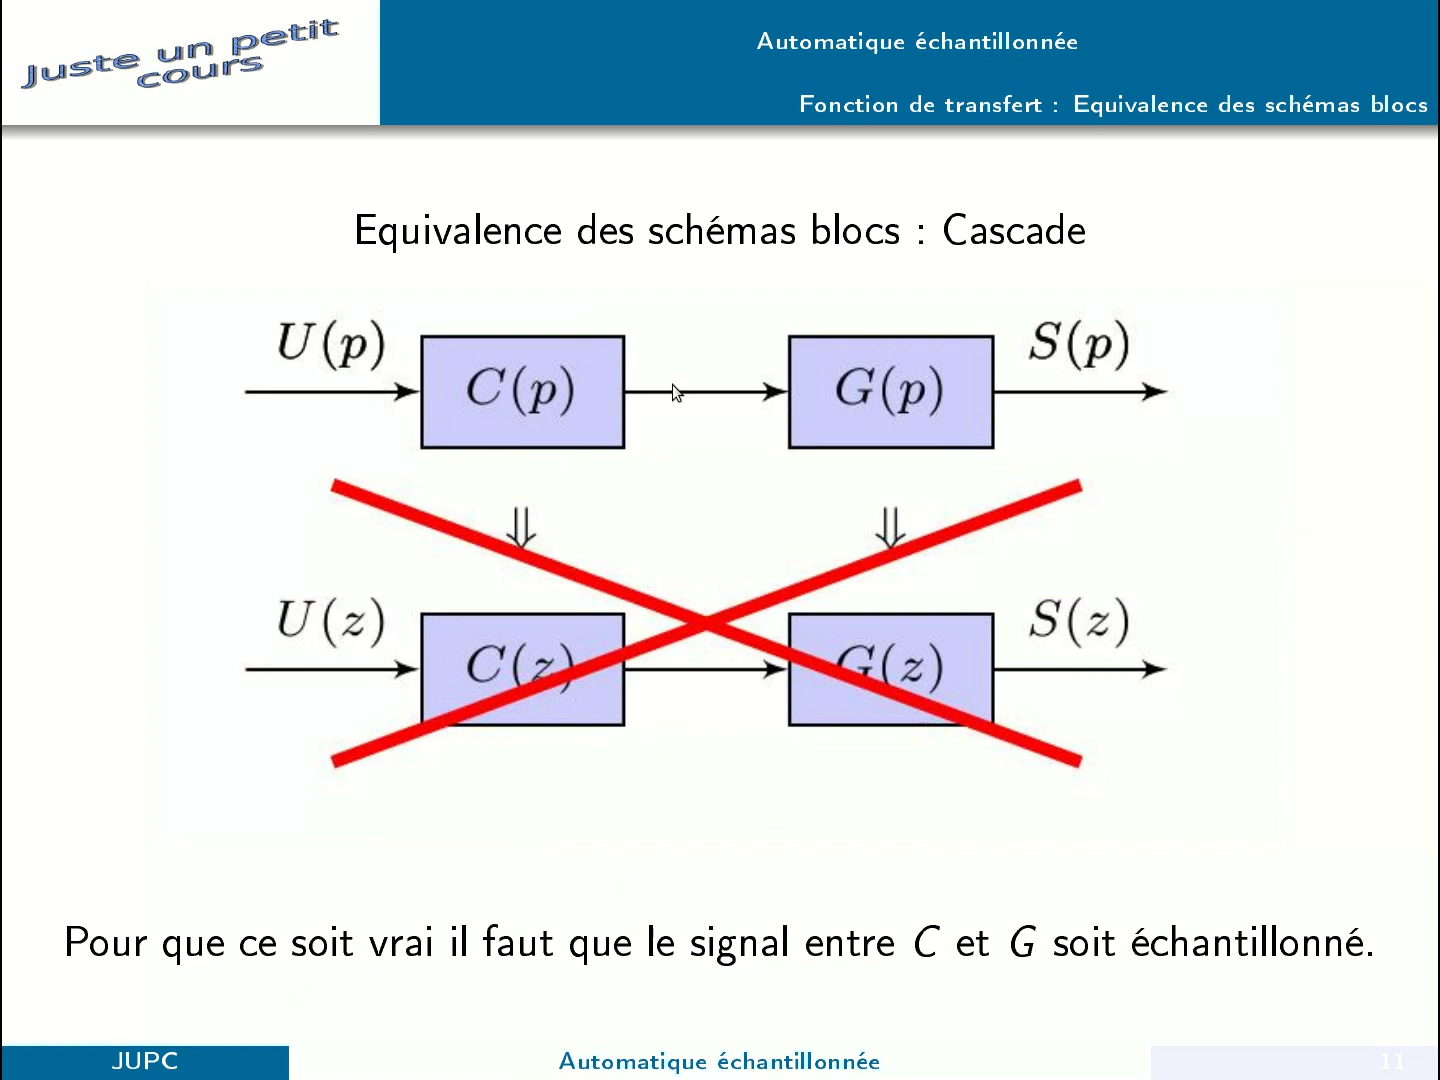 Juste un petit
cours
Automatique échantillonnée
Fonction de transfert : Equivalence des schémas blocs
Equivalence des schémas blocs : Cascade
U(p) C(p) G(p) S(p)
⇓ ⇓
U(z) C(z) G(z) S(z)
Pour que ce soit vrai il faut que le signal entre C et G soit échantillonné.
JUPC Automatique échantillonnée 11